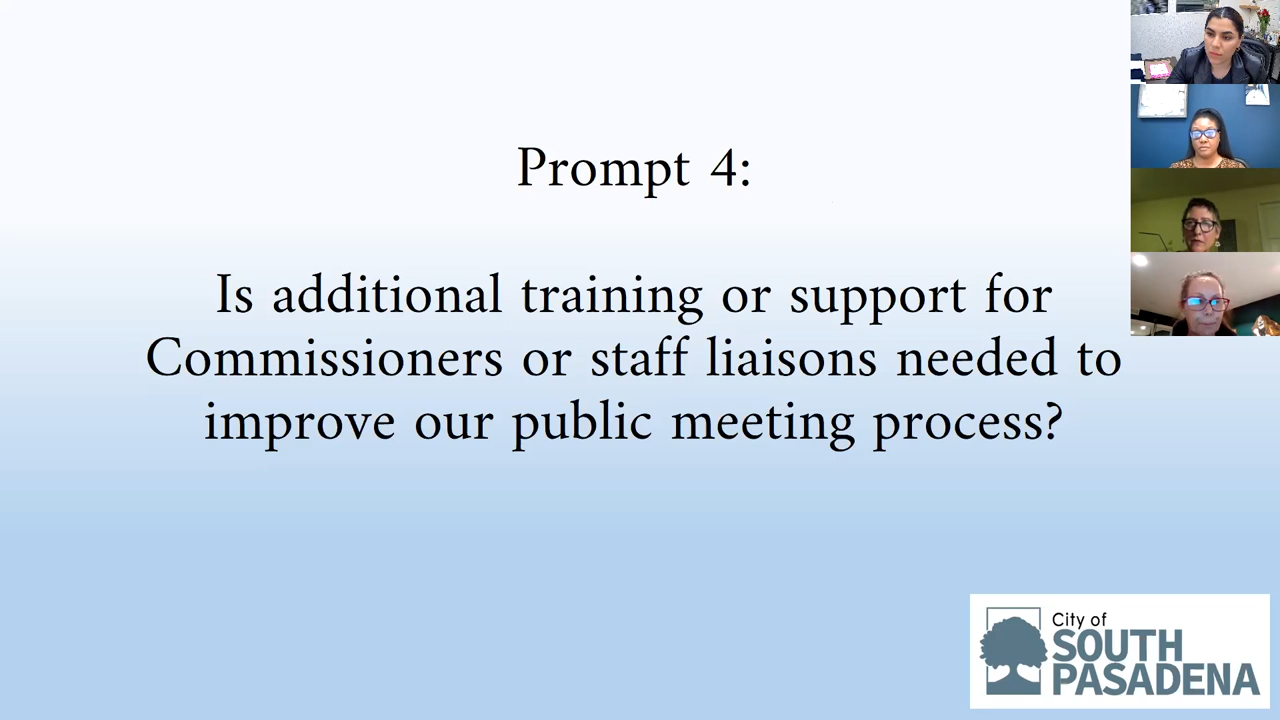 Prompt 4:
Is additional training or support for
Commissioners or staff liaisons needed to
improve our public meeting process?
City of
SOUTH
PASADENA